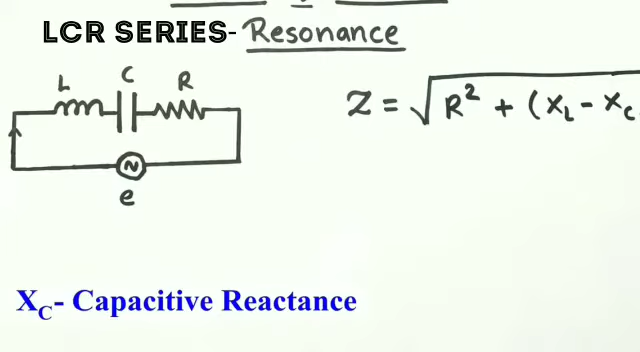 LCR SERIES- Resonance
L C R
Z = √R² + (X_L - X_C
e
X_C- Capacitive Reactance